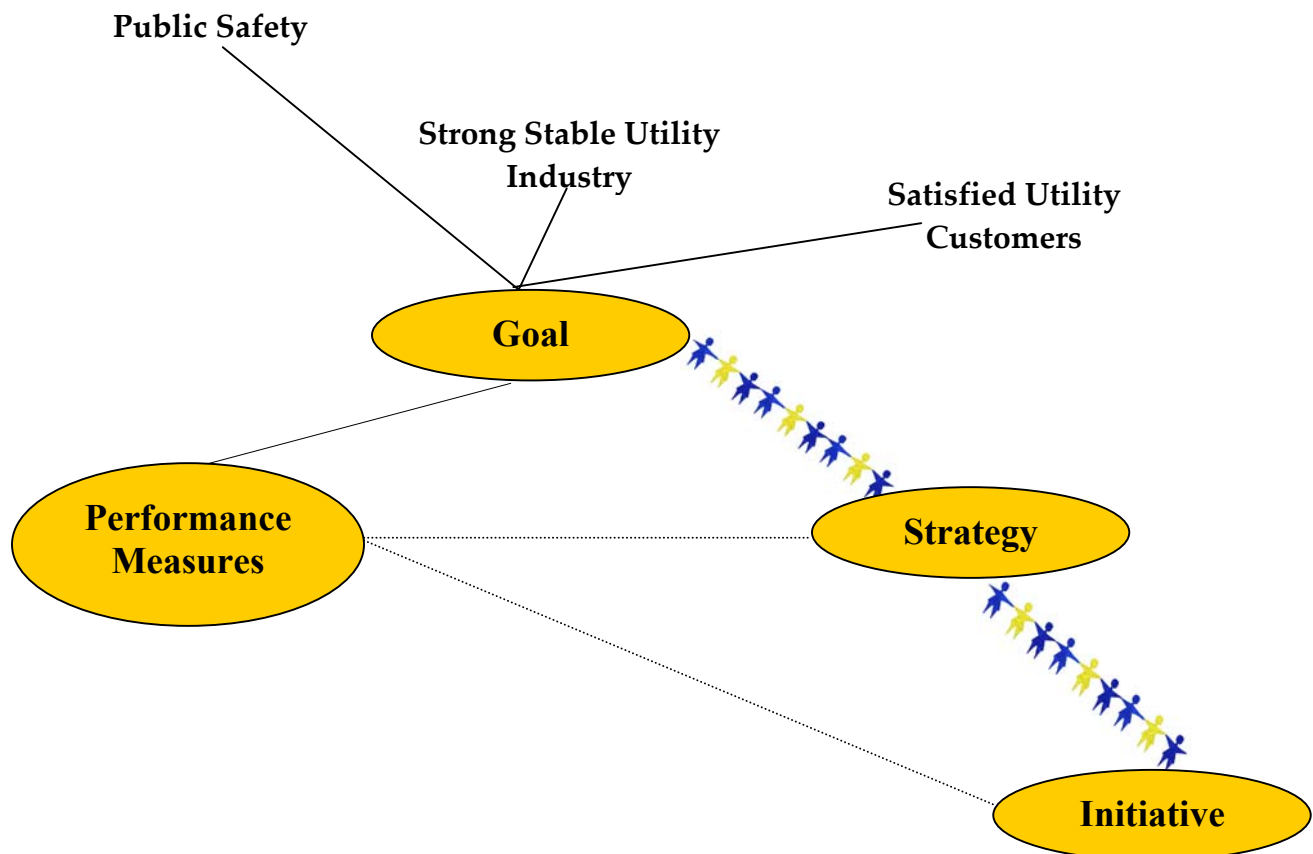 Public Safety
Strong Stable Utility
Industry
Satisfied Utility
Customers
Goal
Performance
Measures
Strategy
Initiative